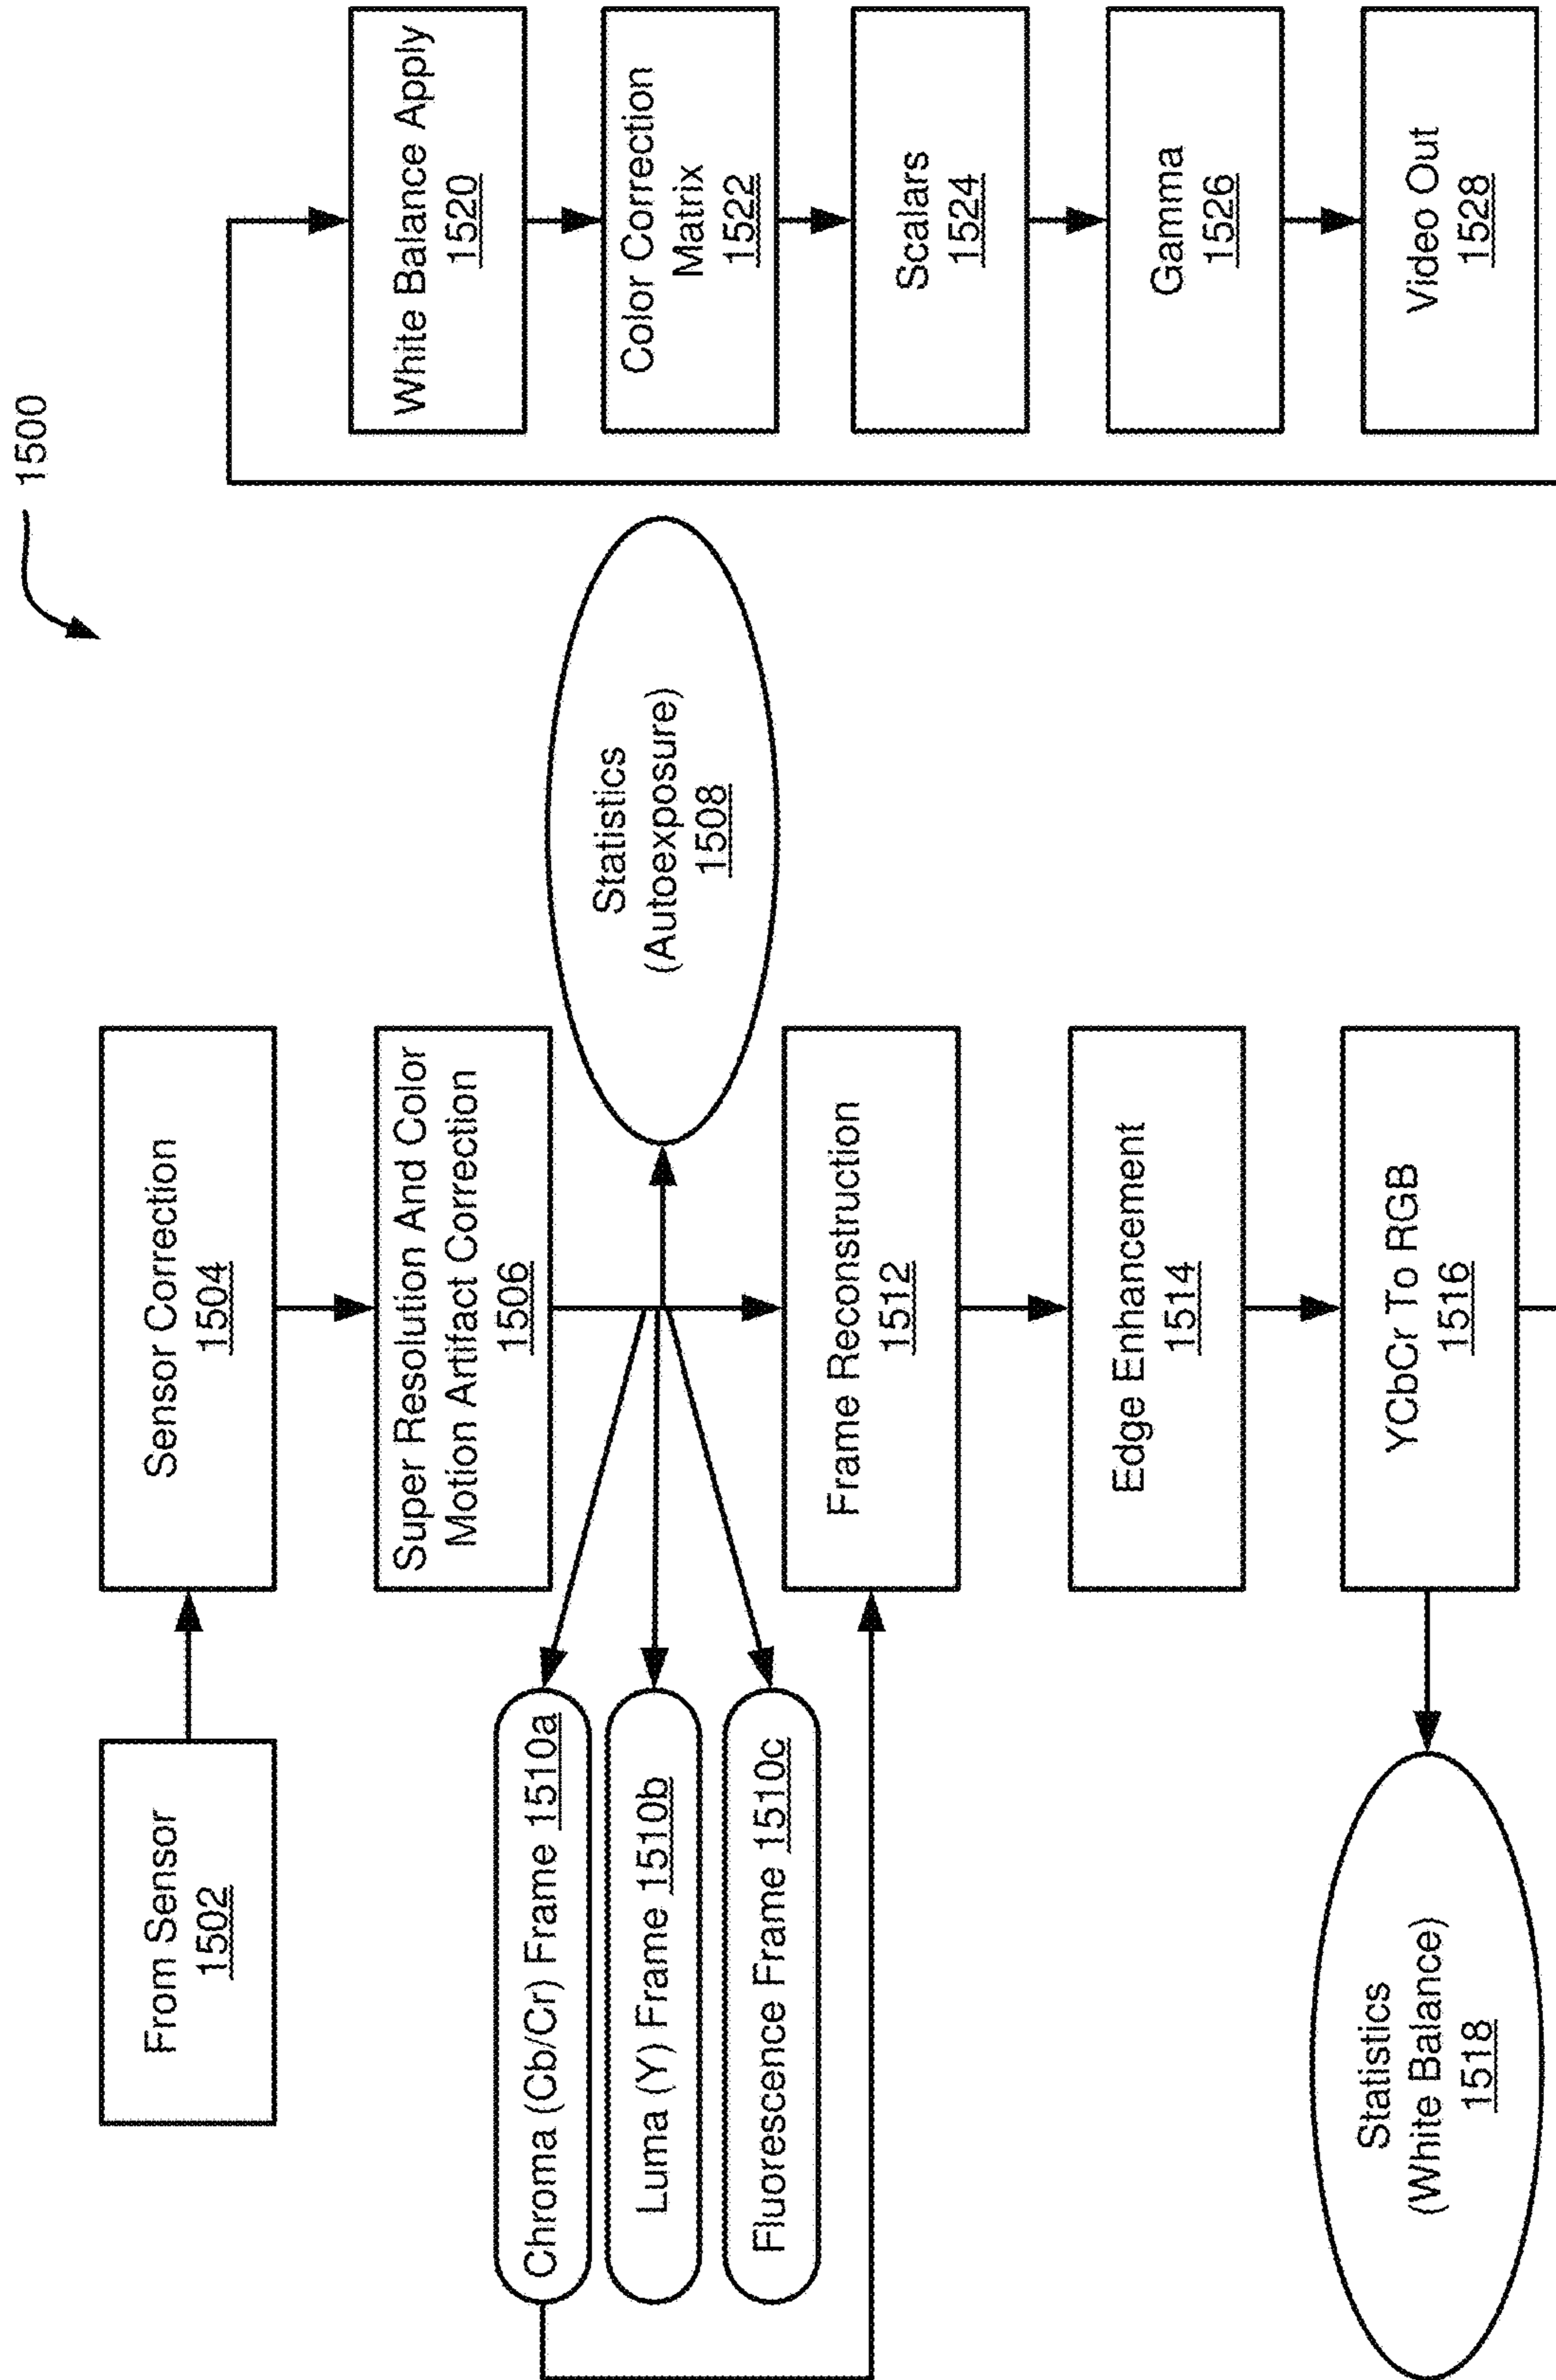 1500
From Sensor
1502
Sensor Correction
1504
Super Resolution And Color
Motion Artifact Correction
1506
Statistics
(Autoexposure)
1508
Chroma (Cb/Cr) Frame 1510a
Luma (Y) Frame 1510b
Fluorescence Frame 1510c
Frame Reconstruction
1512
Edge Enhancement
1514
YCbCr To RGB
1516
Statistics
(White Balance)
1518
White Balance Apply
1520
Color Correction
Matrix
1522
Scalars
1524
Gamma
1526
Video Out
1528